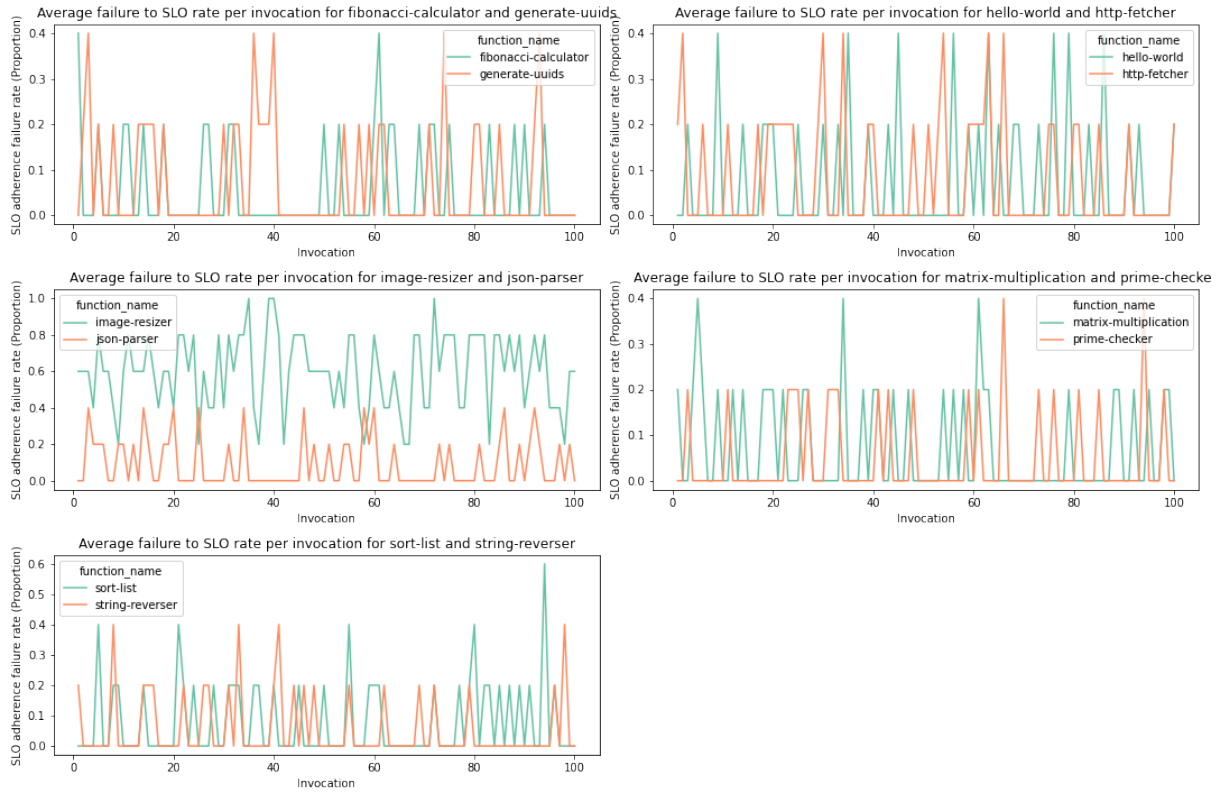 Average failure to SLO rate per invocation for fibonacci-calculator and generate-uuids
SLO adherence failure rate (Proportion)
0.4
0.3
0.2
0.1
0.0
function_name
fibonacci-calculator
generate-uuids
0 20 40 60 80 100
Invocation
Average failure to SLO rate per invocation for hello-world and http-fetcher
SLO adherence failure rate (Proportion)
0.4
0.3
0.2
0.1
0.0
function_name
hello-world
http-fetcher
0 20 40 60 80 100
Invocation
Average failure to SLO rate per invocation for image-resizer and json-parser
SLO adherence failure rate (Proportion)
1.0
0.8
0.6
0.4
0.2
0.0
function_name
image-resizer
json-parser
0 20 40 60 80 100
Invocation
Average failure to SLO rate per invocation for matrix-multiplication and prime-checke
SLO adherence failure rate (Proportion)
0.4
0.3
0.2
0.1
0.0
function_name
matrix-multiplication
prime-checker
0 20 40 60 80 100
Invocation
Average failure to SLO rate per invocation for sort-list and string-reverser
SLO adherence failure rate (Proportion)
0.6
0.5
0.4
0.3
0.2
0.1
0.0
function_name
sort-list
string-reverser
0 20 40 60 80 100
Invocation